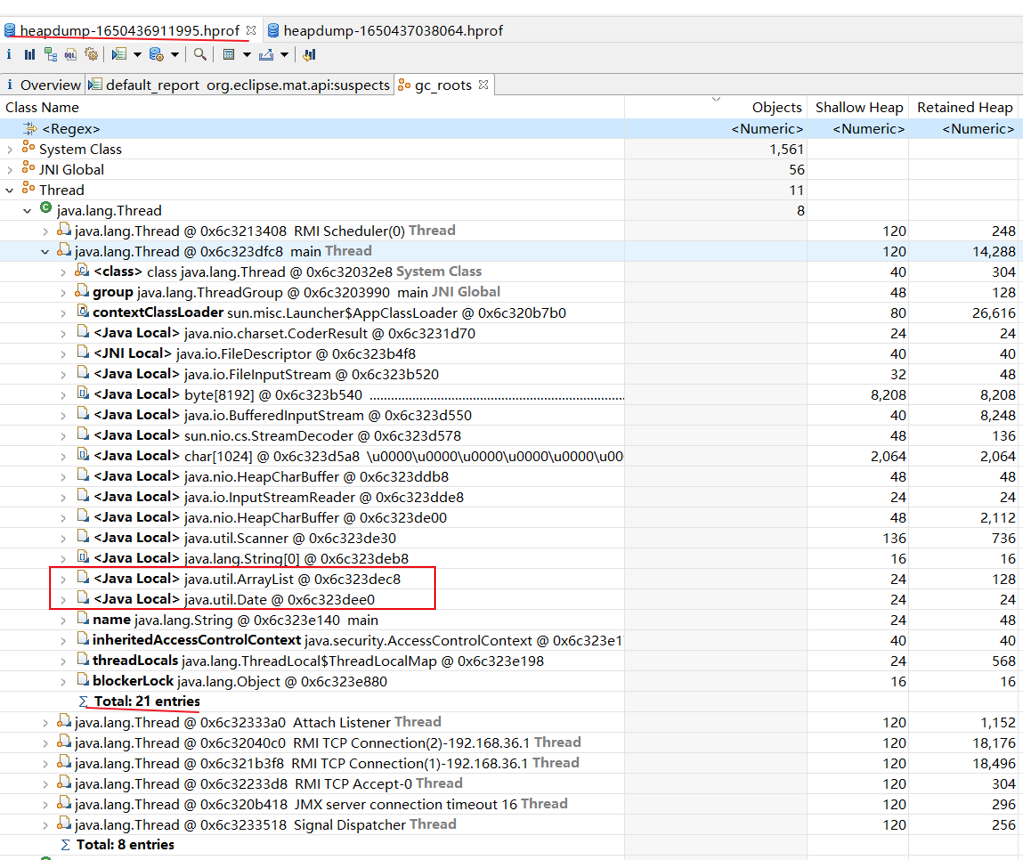 heapdump-1650436911995.hprof heapdump-1650437038064.hprof
Overview default_report org.eclipse.mat.api:suspects gc_roots
Class Name Objects Shallow Heap Retained Heap
<Regex> <Numeric> <Numeric> <Numeric>
System Class 1,561
JNI Global 56
Thread 11
java.lang.Thread 8
java.lang.Thread @ 0x6c3213408 RMI Scheduler(0) Thread 120 248
java.lang.Thread @ 0x6c323dfc8 main Thread 120 14,288
<class> class java.lang.Thread @ 0x6c32032e8 System Class 40 304
group java.lang.ThreadGroup @ 0x6c3203990 main JNI Global 48 128
contextClassLoader sun.misc.Launcher$AppClassLoader @ 0x6c320b7b0 80 26,616
<Java Local> java.nio.charset.CoderResult @ 0x6c3231d70 24 24
<JNI Local> java.io.FileDescriptor @ 0x6c323b4f8 40 40
<Java Local> java.io.FileInputStream @ 0x6c323b520 32 48
<Java Local> byte[8192] @ 0x6c323b540 ................................................................ 8,208 8,208
<Java Local> java.io.BufferedInputStream @ 0x6c323d550 40 8,248
<Java Local> sun.nio.cs.StreamDecoder @ 0x6c323d578 48 136
<Java Local> char[1024] @ 0x6c323d5a8 \u0000\u0000\u0000\u0000\u0000\u00 2,064 2,064
<Java Local> java.nio.HeapCharBuffer @ 0x6c323ddb8 48 48
<Java Local> java.io.InputStreamReader @ 0x6c323dde8 24 24
<Java Local> java.nio.HeapCharBuffer @ 0x6c323de00 48 2,112
<Java Local> java.util.Scanner @ 0x6c323de30 136 736
<Java Local> java.lang.String[0] @ 0x6c323deb8 16 16
<Java Local> java.util.ArrayList @ 0x6c323dec8 24 128
<Java Local> java.util.Date @ 0x6c323dee0 24 24
name java.lang.String @ 0x6c323e140 main 24 48
inheritedAccessControlContext java.security.AccessControlContext @ 0x6c323e1 40 40
threadLocals java.lang.ThreadLocal$ThreadLocalMap @ 0x6c323e198 24 568
blockerLock java.lang.Object @ 0x6c323e880 16 16
Total: 21 entries
java.lang.Thread @ 0x6c32333a0 Attach Listener Thread 120 1,152
java.lang.Thread @ 0x6c32040c0 RMI TCP Connection(2)-192.168.36.1 Thread 120 18,176
java.lang.Thread @ 0x6c321b3f8 RMI TCP Connection(1)-192.168.36.1 Thread 120 18,496
java.lang.Thread @ 0x6c32233d8 RMI TCP Accept-0 Thread 120 304
java.lang.Thread @ 0x6c320b418 JMX server connection timeout 16 Thread 120 296
java.lang.Thread @ 0x6c3233518 Signal Dispatcher Thread 120 256
Total: 8 entries